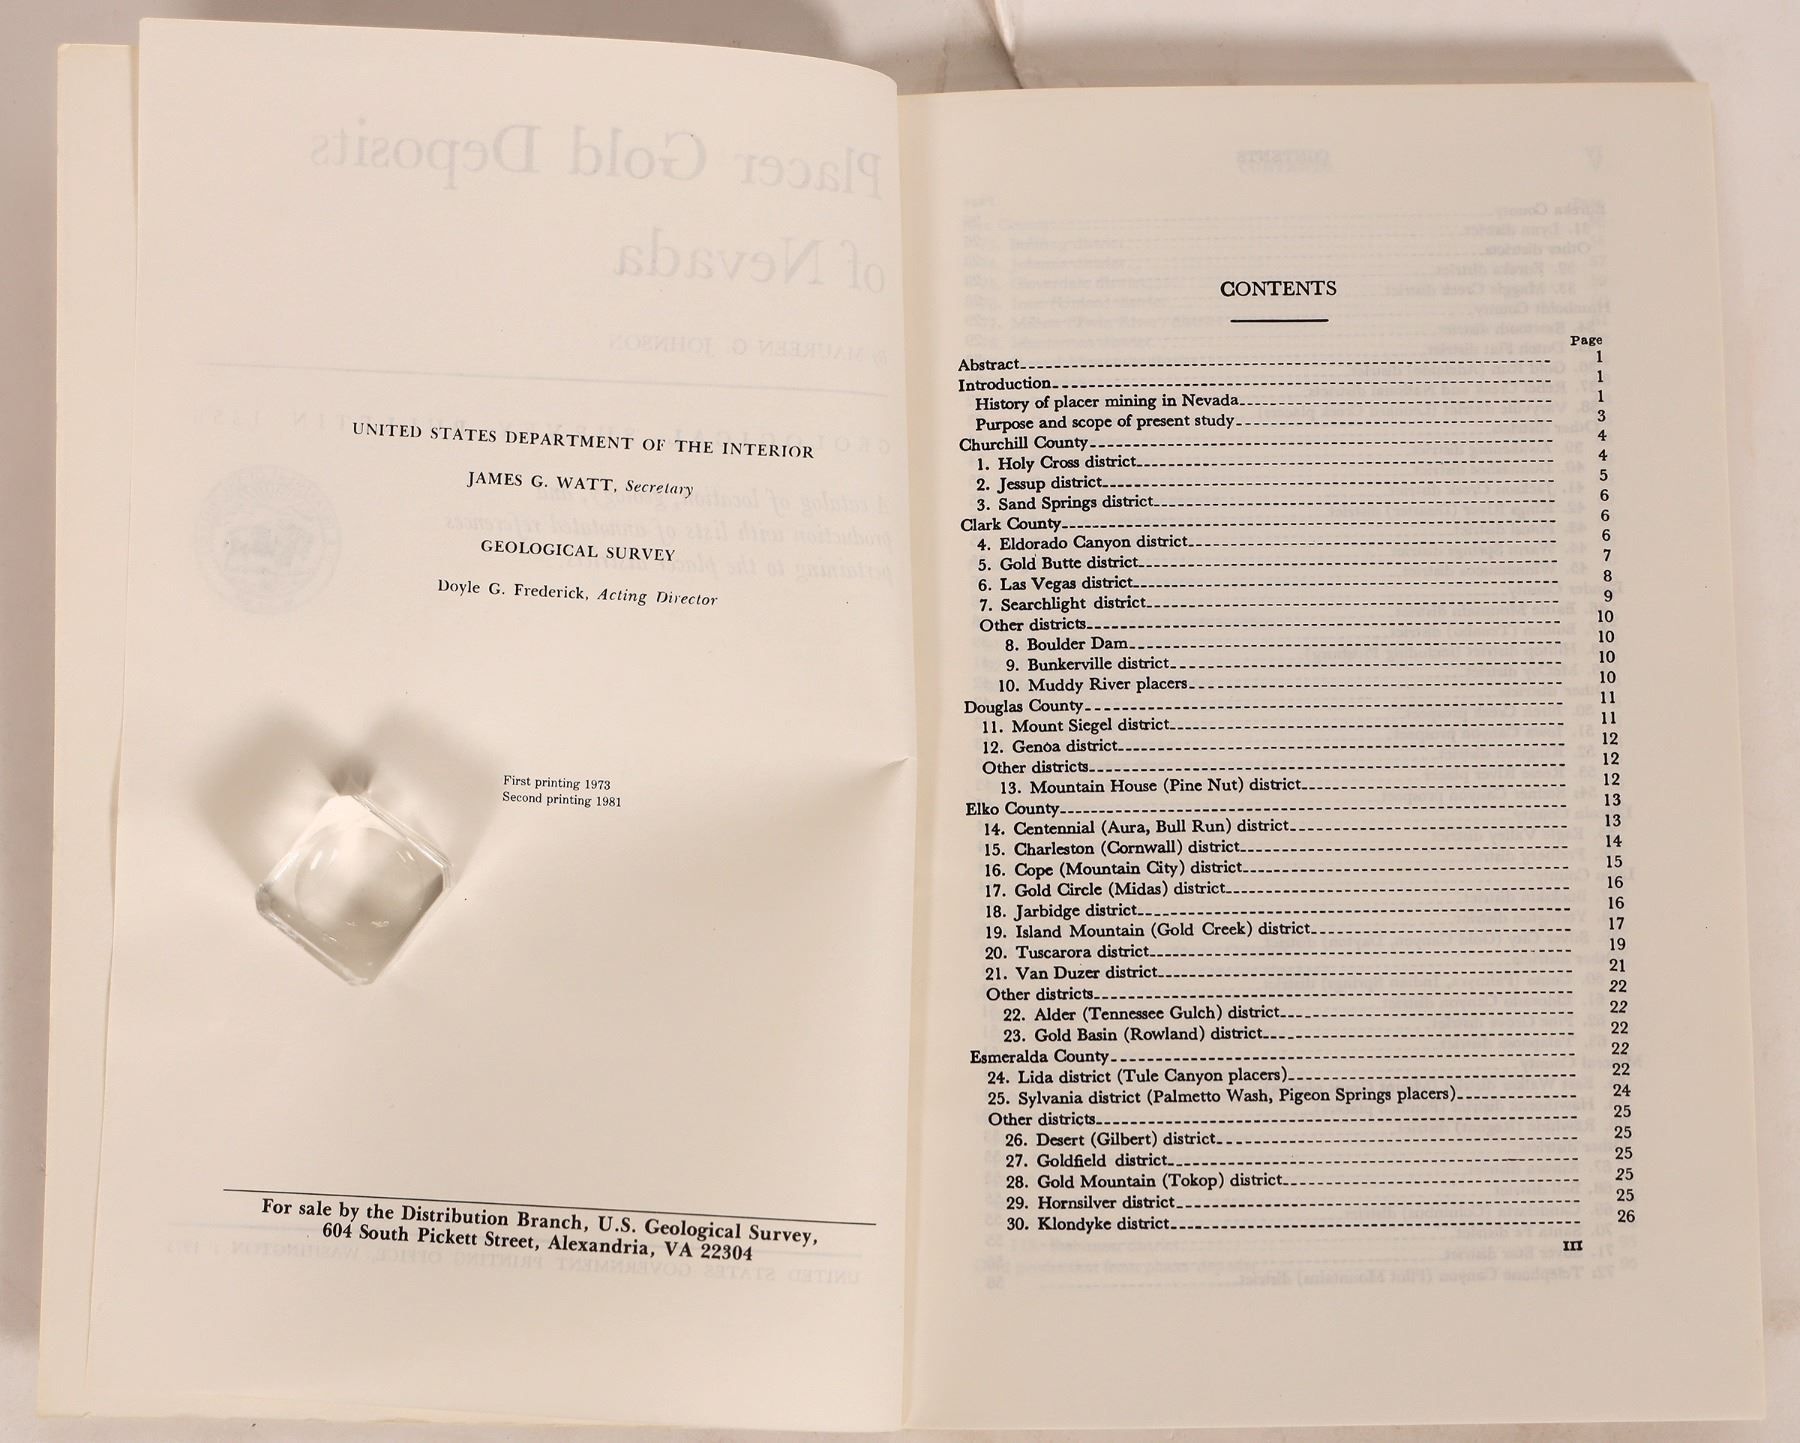 UNITED STATES DEPARTMENT OF THE INTERIOR
JAMES G. WATT, Secretary
GEOLOGICAL SURVEY
Doyle G. Frederick, Acting Director
First printing 1973
Second printing 1981
For sale by the Distribution Branch, U.S. Geological Survey,
604 South Pickett Street, Alexandria, VA 22304
CONTENTS
Page
Abstract 1
Introduction 1
History of placer mining in Nevada 1
Purpose and scope of present study 3
Churchill County 4
1. Holy Cross district 4
2. Jessup district 5
3. Sand Springs district 6
Clark County 6
4. Eldorado Canyon district 6
5. Gold Butte district 7
6. Las Vegas district 8
7. Searchlight district 9
Other districts 10
8. Boulder Dam 10
9. Bunkerville district 10
10. Muddy River placers 10
Douglas County 11
11. Mount Siegel district 11
12. Genoa district 12
Other districts 12
13. Mountain House (Pine Nut) district 12
Elko County 13
14. Centennial (Aura, Bull Run) district 13
15. Charleston (Cornwall) district 14
16. Cope (Mountain City) district 15
17. Gold Circle (Midas) district 16
18. Jarbidge district 16
19. Island Mountain (Gold Creek) district 17
20. Tuscarora district 19
21. Van Duzer district 21
Other districts 22
22. Alder (Tennessee Gulch) district 22
23. Gold Basin (Rowland) district 22
Esmeralda County 22
24. Lida district (Tule Canyon placers) 22
25. Sylvania district (Palmetto Wash, Pigeon Springs placers) 24
Other districts 25
26. Desert (Gilbert) district 25
27. Goldfield district 25
28. Gold Mountain (Tokop) district 25
29. Hornsilver district 25
30. Klondyke district 26
III